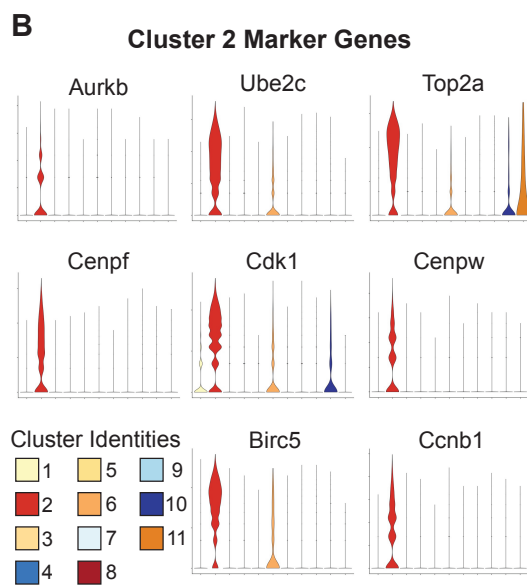 B
Cluster 2 Marker Genes
Aurkb Ube2c Top2a
Cenpf Cdk1 Cenpw
Birc5 Ccnb1
Cluster Identities
1 5 9
2 6 10
3 7 11
4 8